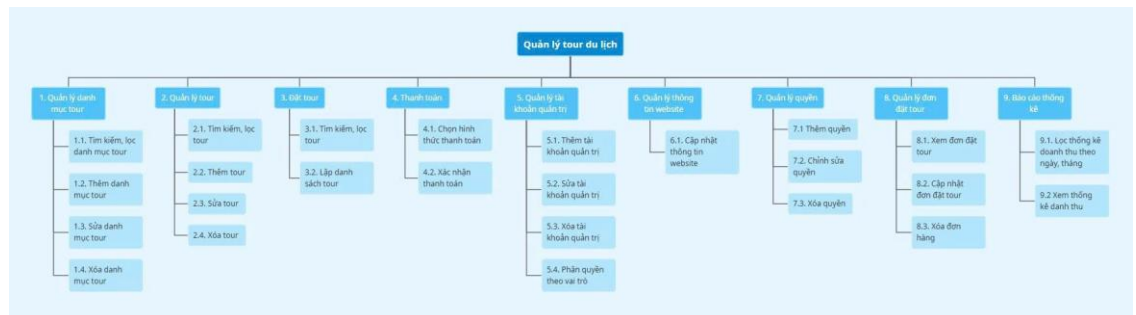 Quản lý tour du lịch
1. Quản lý danh
mục tour
1.1. Tìm kiếm, lọc
danh mục tour
1.2. Thêm danh
mục tour
1.3. Sửa danh
mục tour
1.4. Xóa danh
mục tour
2. Quản lý tour
2.1. Tìm kiếm, lọc
tour
2.2. Thêm tour
2.3. Sửa tour
2.4. Xóa tour
3. Đặt tour
3.1. Tìm kiếm, lọc
tour
3.2. Lập danh
sách tour
4. Thanh toán
4.1. Chọn hình
thức thanh toán
4.2. Xác nhận
thanh toán
5. Quản lý tài
khoản quản trị
5.1. Thêm tài
khoản quản trị
5.2. Sửa tài
khoản quản trị
5.3. Xóa tài
khoản quản trị
5.4. Phân quyền
theo vai trò
6. Quản lý thông
tin website
6.1. Cập nhật
thông tin
website
7. Quản lý quyền
7.1 Thêm quyền
7.2. Chỉnh sửa
quyền
7.3. Xóa quyền
8. Quản lý đơn
đặt tour
8.1. Xem đơn đặt
tour
8.2. Cập nhật
đơn đặt tour
8.3. Xóa đơn
hàng
9. Báo cáo thống
kê
9.1. Lọc thống kê
doanh thu theo
ngày, tháng
9.2 Xem thống
kê danh thu